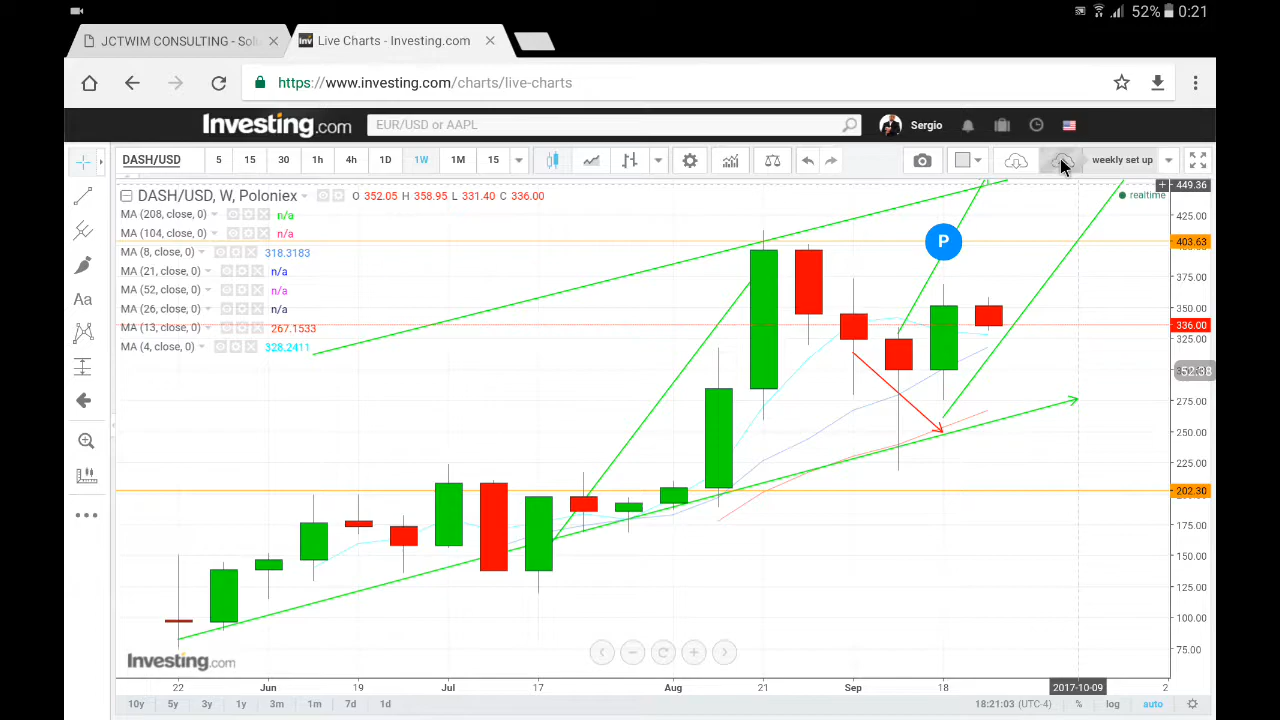 52% 0:21
JCTWIM CONSULTING - Solu
Live Charts - Investing.com
https://www.investing.com/charts/live-charts
Investing.com
EUR/USD or AAPL
Sergio
DASH/USD 5 15 30 1h 4h 1D 1W 1M 15 weekly set up
DASH/USD, W, Poloniex O 352.05 H 358.95 L 331.40 C 336.00
realtime
MA (208, close, 0) n/a
MA (104, close, 0) n/a
MA (8, close, 0) 318.3183
MA (21, close, 0) n/a
MA (52, close, 0) n/a
MA (26, close, 0) n/a
MA (13, close, 0) 267.1533
MA (4, close, 0) 328.2411
Aa
P
449.36
425.00
403.63
375.00
350.00
336.00
325.00
52:38
275.00
250.00
225.00
202.30
175.00
150.00
125.00
100.00
75.00
Investing.com
22 Jun 19 Jul 17 Aug 21 Sep 18 2017-10-09 2
10y 5y 3y 1y 3m 1m 7d 1d 18:21:03 (UTC-4) % log auto